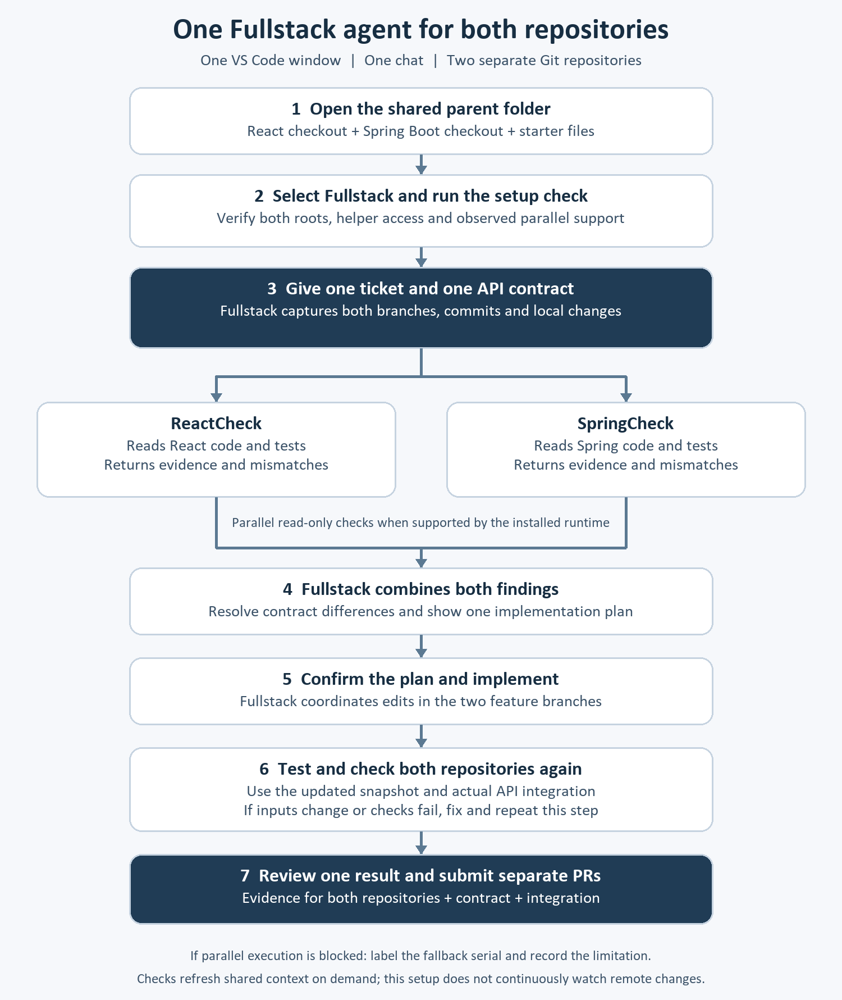 One Fullstack agent for both repositories
One VS Code window | One chat | Two separate Git repositories
1 Open the shared parent folder
React checkout + Spring Boot checkout + starter files
2 Select Fullstack and run the setup check
Verify both roots, helper access and observed parallel support
3 Give one ticket and one API contract
Fullstack captures both branches, commits and local changes
ReactCheck
Reads React code and tests
Returns evidence and mismatches
SpringCheck
Reads Spring code and tests
Returns evidence and mismatches
Parallel read-only checks when supported by the installed runtime
4 Fullstack combines both findings
Resolve contract differences and show one implementation plan
5 Confirm the plan and implement
Fullstack coordinates edits in the two feature branches
6 Test and check both repositories again
Use the updated snapshot and actual API integration
If inputs change or checks fail, fix and repeat this step
7 Review one result and submit separate PRs
Evidence for both repositories + contract + integration
If parallel execution is blocked: label the fallback serial and record the limitation.
Checks refresh shared context on demand; this setup does not continuously watch remote changes.